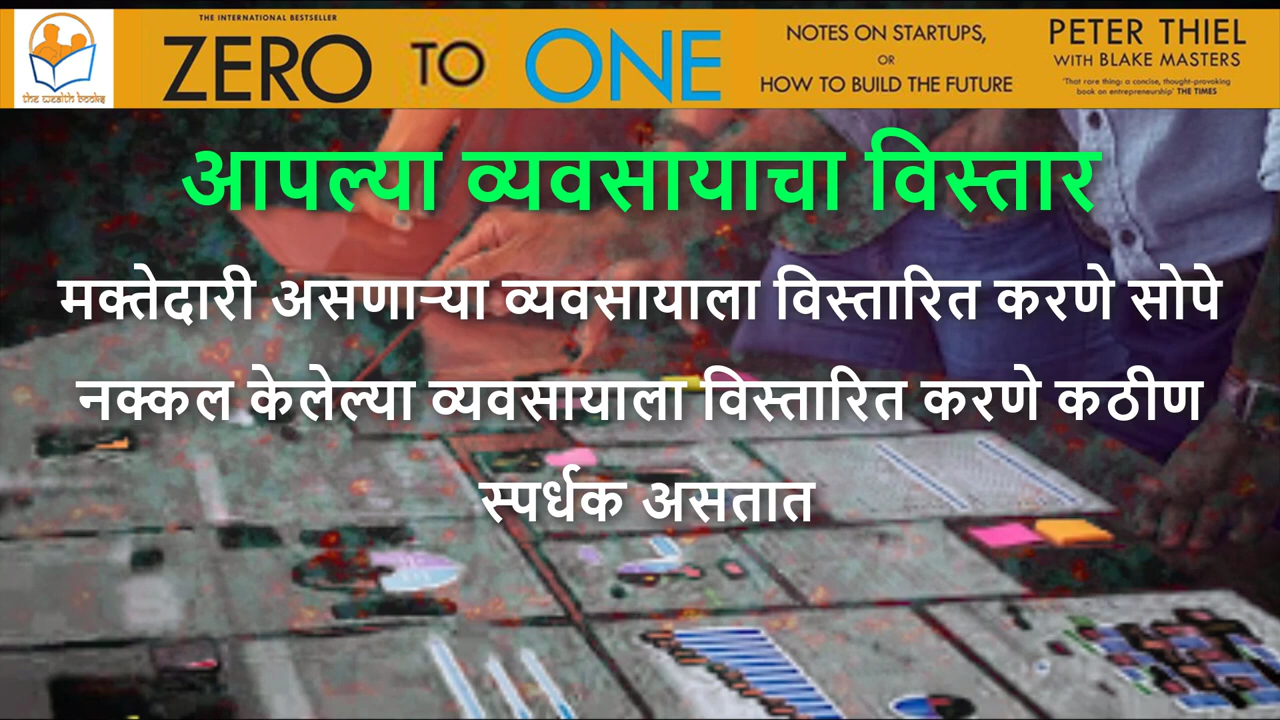 the wealth books
THE INTERNATIONAL BESTSELLER
ZERO TO ONE
NOTES ON STARTUPS,
OR
HOW TO BUILD THE FUTURE
PETER THIEL
WITH BLAKE MASTERS
'That rare thing: a concise, thought-provoking
book on entrepreneurship' THE TIMES
आपल्या व्यवसायाचा विस्तार
मक्तेदारी असणाऱ्या व्यवसायाला विस्तारित करणे सोपे
नक्कल केलेल्या व्यवसायाला विस्तारित करणे कठीण
स्पर्धक असतात